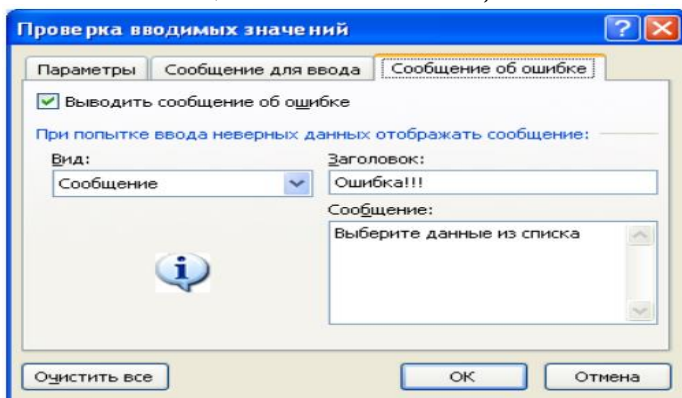 Проверка вводимых значений
Параметры Сообщение для ввода Сообщение об ошибке
Выводить сообщение об ошибке
При попытке ввода неверных данных отображать сообщение:
Вид: Заголовок:
Сообщение Ошибка!!!
Сообщение:
Выберите данные из списка
Очистить все ОК Отмена